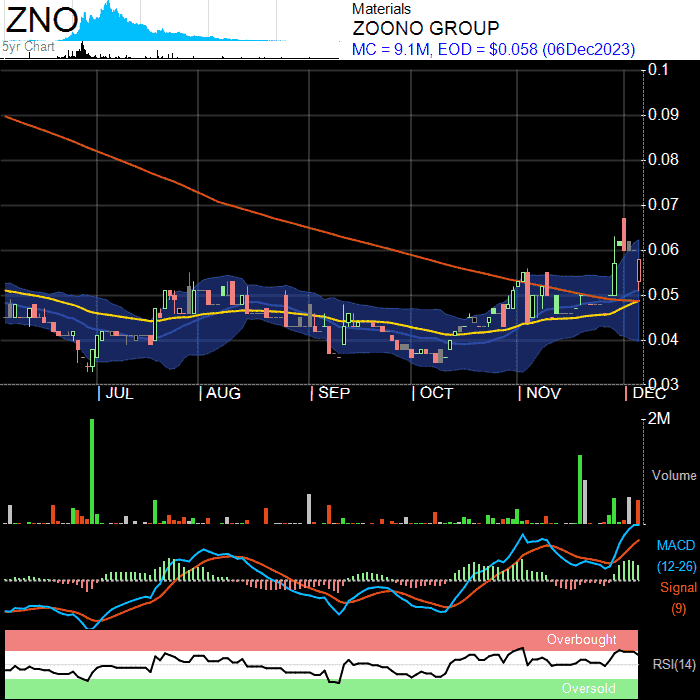 ZNO
5yr Chart
Materials
ZOONO GROUP
MC = 9.1M, EOD = $0.058 (06Dec2023)
0.1
0.09
0.08
0.07
0.06
0.05
0.04
0.03
| JUL | AUG | SEP | OCT | NOV | DEC
2M
Volume
MACD
(12-26)
Signal
(9)
Overbought
RSI(14)
Oversold